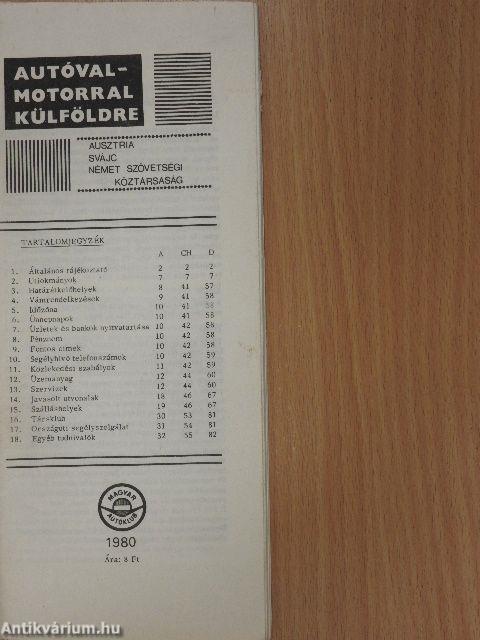 AUTÓVAL-
MOTORRAL
KÜLFÖLDRE
AUSZTRIA
SVÁJC
NÉMET SZÖVETSÉGI
KÖZTÁRSASÁG
TARTALOMJEGYZÉK
A CH D
1. Általános tájékoztató 2 2 2
2. Útiokmányok 7 7 7
3. Határátkelőhelyek 8 41 57
4. Vámrendelkezések 9 41 58
5. Időzóna 10 41 58
6. Ünnepnapok 10 41 58
7. Üzletek és bankok nyitvatartása 10 42 58
8. Pénznem 10 42 58
9. Fontos címek 10 42 58
10. Segélyhívó telefonszámok 10 42 59
11. Közlekedési szabályok 11 42 59
12. Üzemanyag 12 44 60
13. Szervizek 12 44 60
14. Javasolt útvonalak 18 46 67
15. Szálláshelyek 19 46 67
16. Társklub 30 53 81
17. Országúti segélyszolgálat 31 54 81
18. Egyéb tudnivalók 32 55 82
MAGYAR
AUTÓKLUB
1980
Ára: 8 Ft
Antikvárium.hu